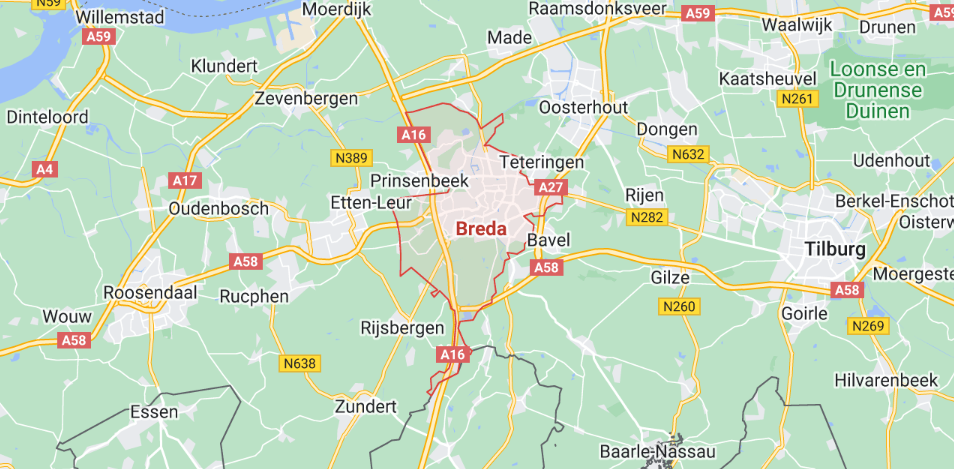 N59
Willemstad
Moerdijk
Raamsdonksveer
A59
A59
A59
Made
Waalwijk
Drunen
Klundert
Kaatsheuvel
Loonse en
Drunense
Duinen
Zevenbergen
N261
Oosterhout
Dinteloord
A16
Dongen
N389
N632
Teteringen
Udenhout
A4
A17
Prinsenbeek
A27
Rijen
Etten-Leur
Berkel-Enschot
Oudenbosch
N282
Oisterw
Breda
Bavel
Tilburg
A58
A58
Gilze
Moergeste
Roosendaal
Rucphen
A58
Wouw
N260
Goirle
Rijsbergen
N269
A58
A16
N638
Hilvarenbeek
Zundert
Essen
Baarle-Nassau